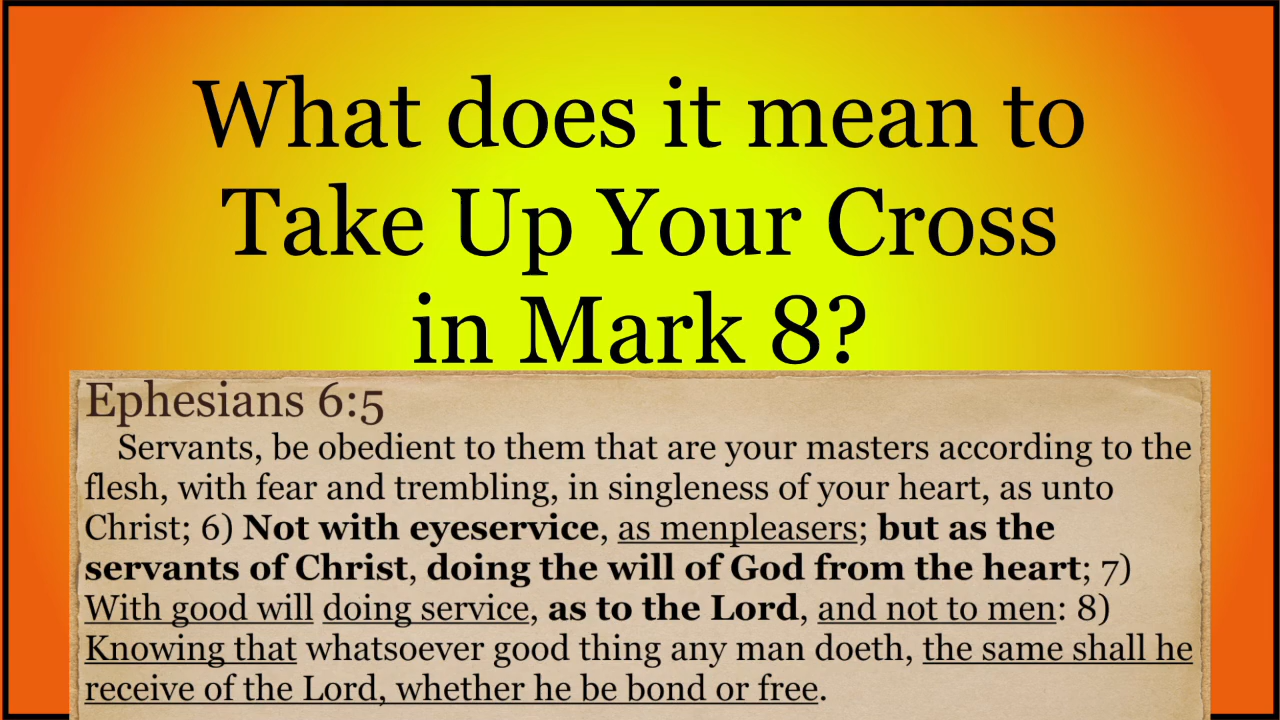 What does it mean to
Take Up Your Cross
in Mark 8?
Ephesians 6:5
Servants, be obedient to them that are your masters according to the
flesh, with fear and trembling, in singleness of your heart, as unto
Christ; 6) Not with eyeservice, as menpleasers; but as the
servants of Christ, doing the will of God from the heart; 7)
With good will doing service, as to the Lord, and not to men: 8)
Knowing that whatsoever good thing any man doeth, the same shall he
receive of the Lord, whether he be bond or free.